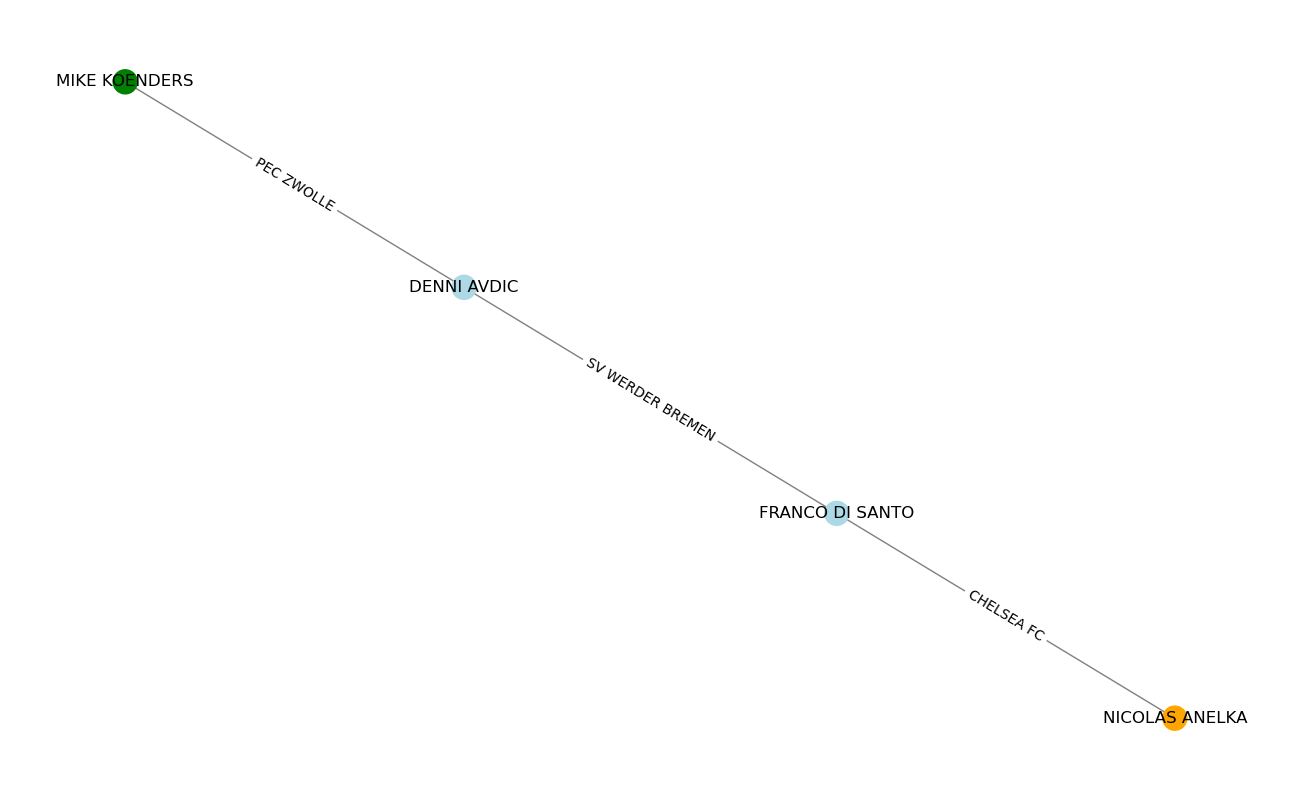 MIKE KOENDERS
PEC ZWOLLE
DENNI AVDIC
SV WERDER BREMEN
FRANCO DI SANTO
CHELSEA FC
NICOLAS ANELKA